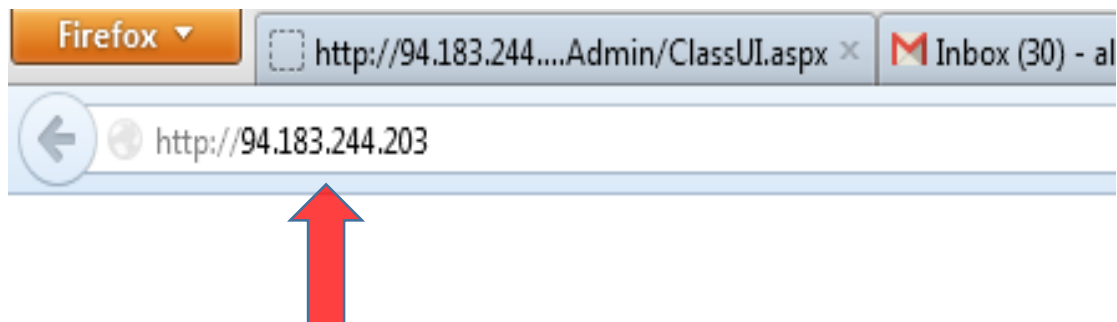 Firefox
http://94.183.244....Admin/ClassUI.aspx × Inbox (30) - al
http://94.183.244.203